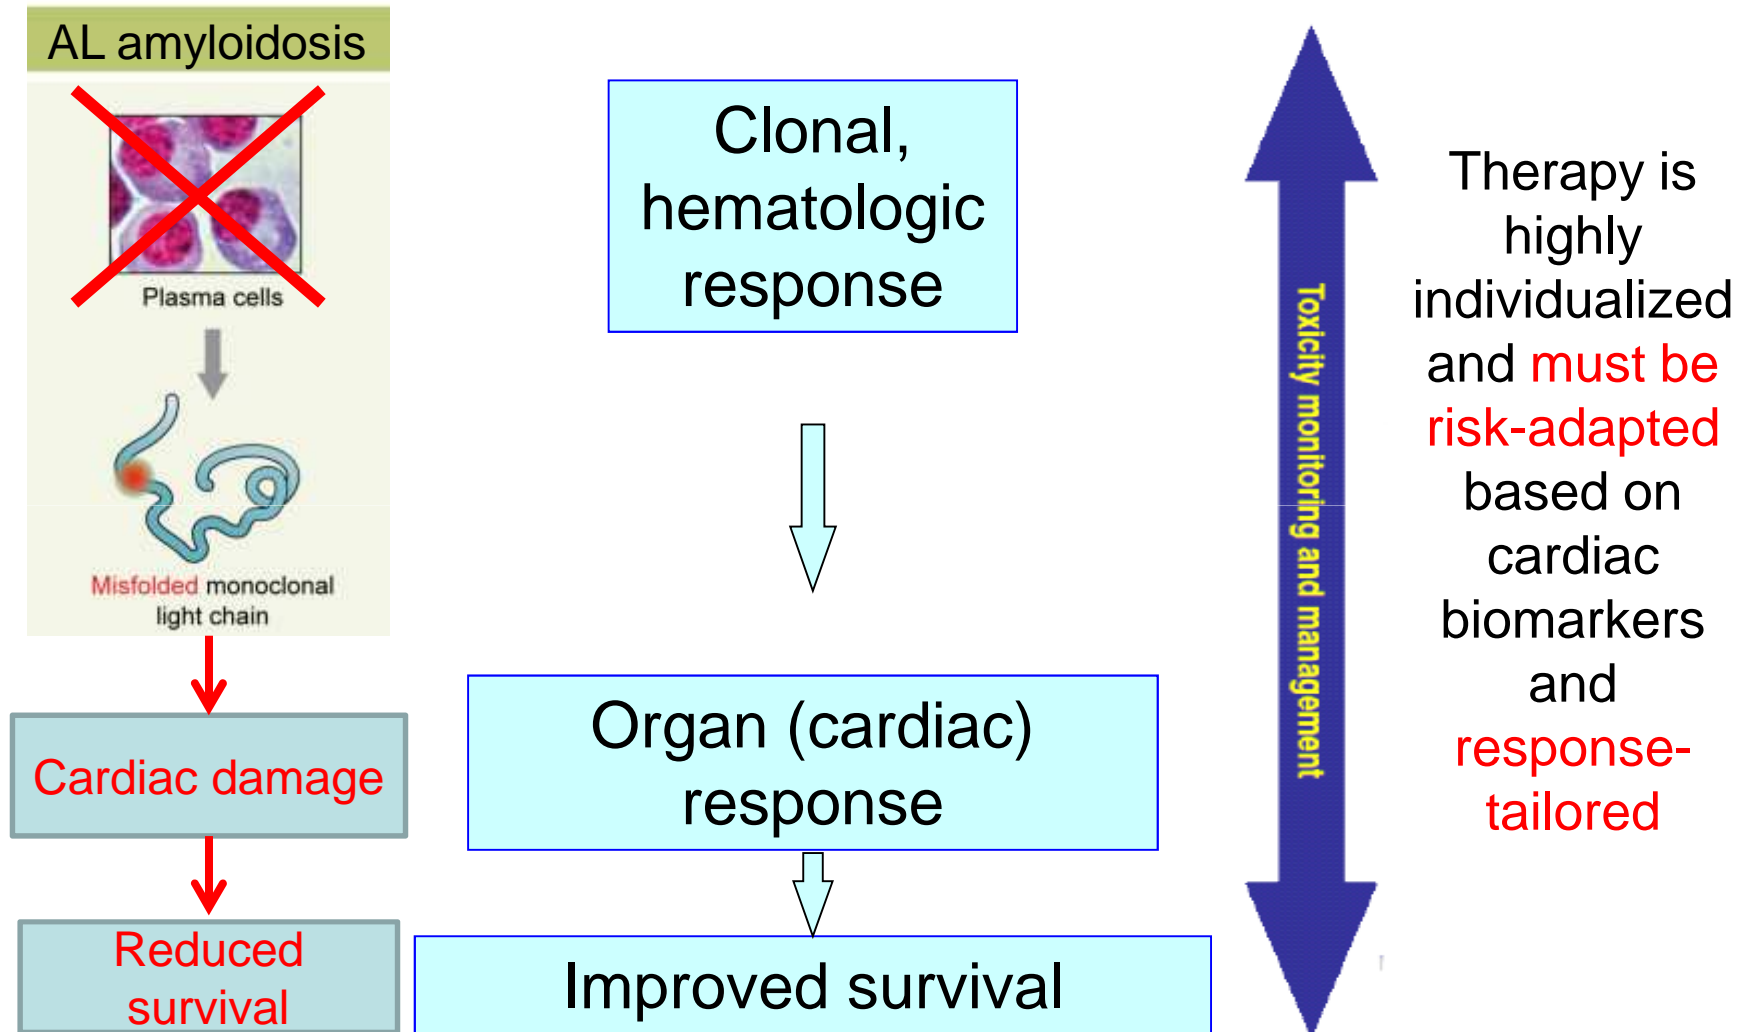 AL amyloidosis
Plasma cells
Misfolded monoclonal
light chain
Cardiac damage
Reduced
survival
Clonal,
hematologic
response
Organ (cardiac)
response
Improved survival
Toxicity monitoring and management
Therapy is
highly
individualized
and must be
risk-adapted
based on
cardiac
biomarkers
and
response-
tailored